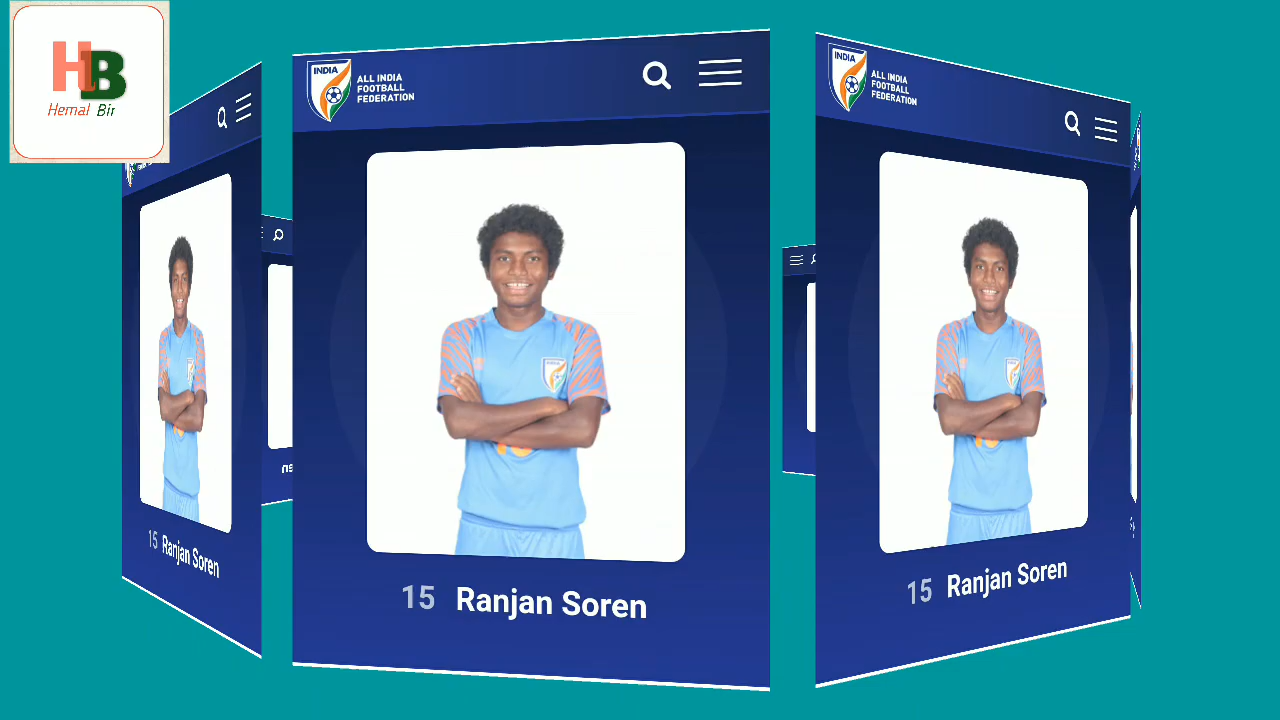 HB
Hemal Bir
INDIA
ALL INDIA
FOOTBALL
FEDERATION
INDIA
15 Ranjan Soren
INDIA
ALL INDIA
FOOTBALL
FEDERATION
15 Ranjan Soren
15 Ranjan Soren